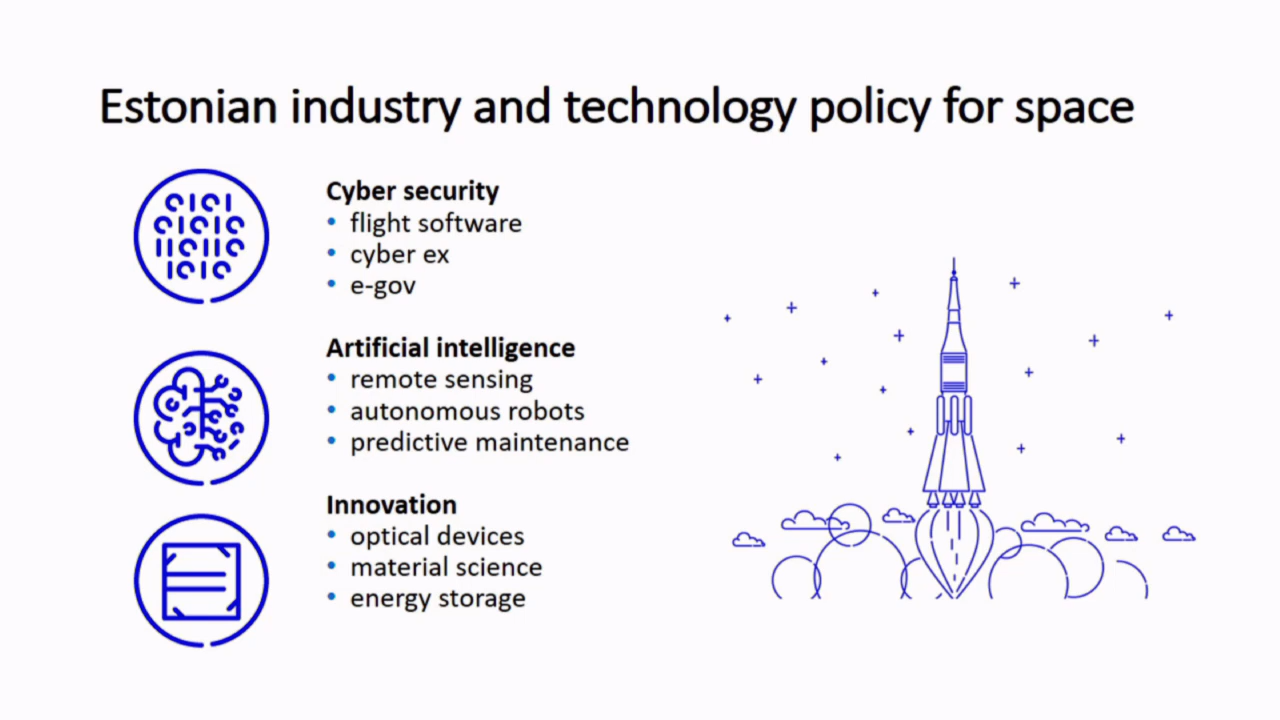 Estonian industry and technology policy for space
Cyber security
• flight software
• cyber ex
• e-gov
Artificial intelligence
• remote sensing
• autonomous robots
• predictive maintenance
Innovation
• optical devices
• material science
• energy storage